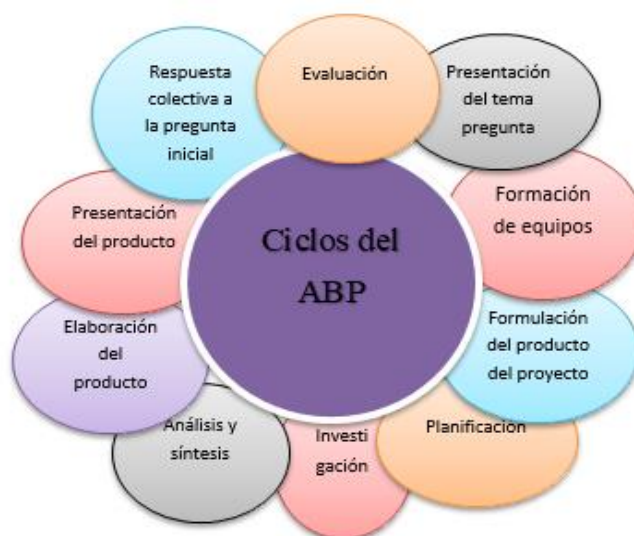 Ciclos del
ABP
Evaluación
Presentación
del tema
pregunta
Formación
de equipos
Formulación
del producto
del proyecto
Planificación
Investi
gación
Análisis y
síntesis
Elaboración
del
producto
Presentación
del producto
Respuesta
colectiva a
la pregunta
inicial